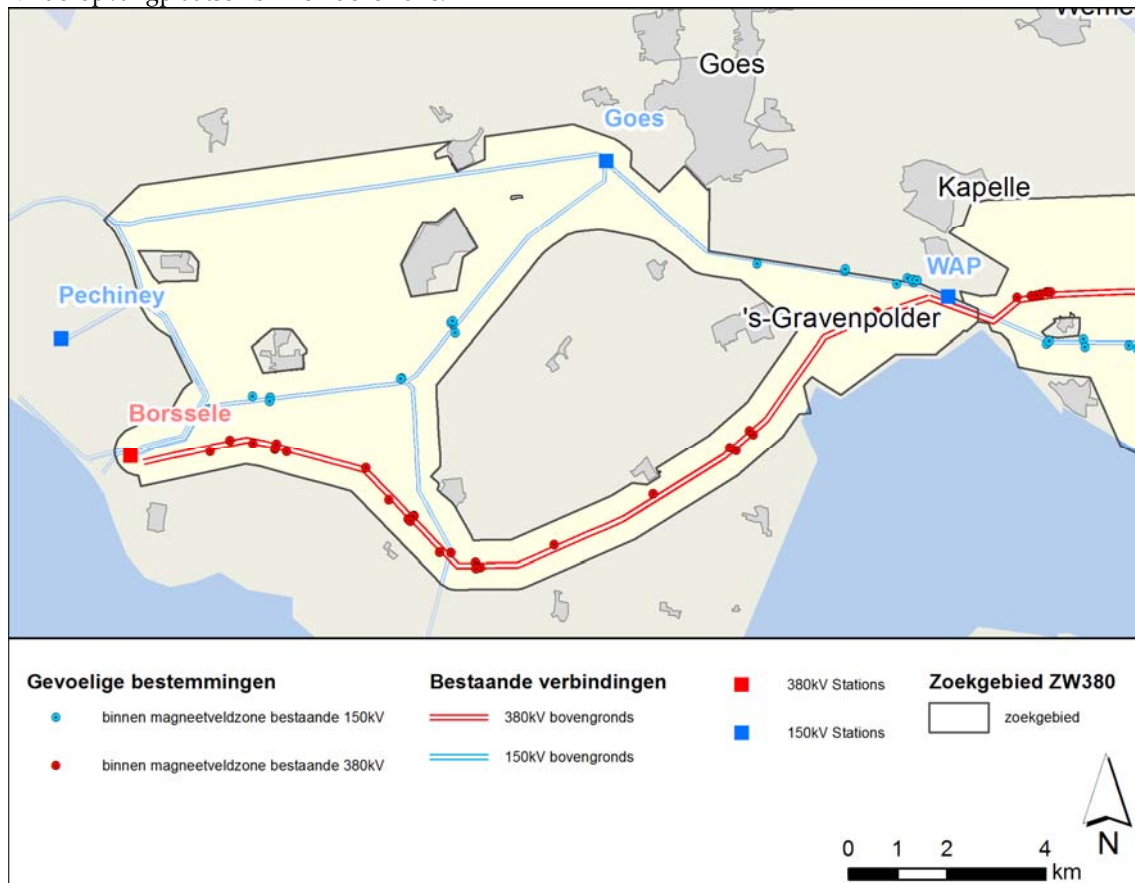 Goes
Goes
Kapelle
WAP
Pechiney
's-Gravenpolder
Borssele
Gevoelige bestemmingen
binnen magneetveldzone bestaande 150kV
binnen magneetveldzone bestaande 380kV
Bestaande verbindingen
380kV bovengronds
150kV bovengronds
380kV Stations
150kV Stations
Zoekgebied ZW380
zoekgebied
N
0 1 2 4
km